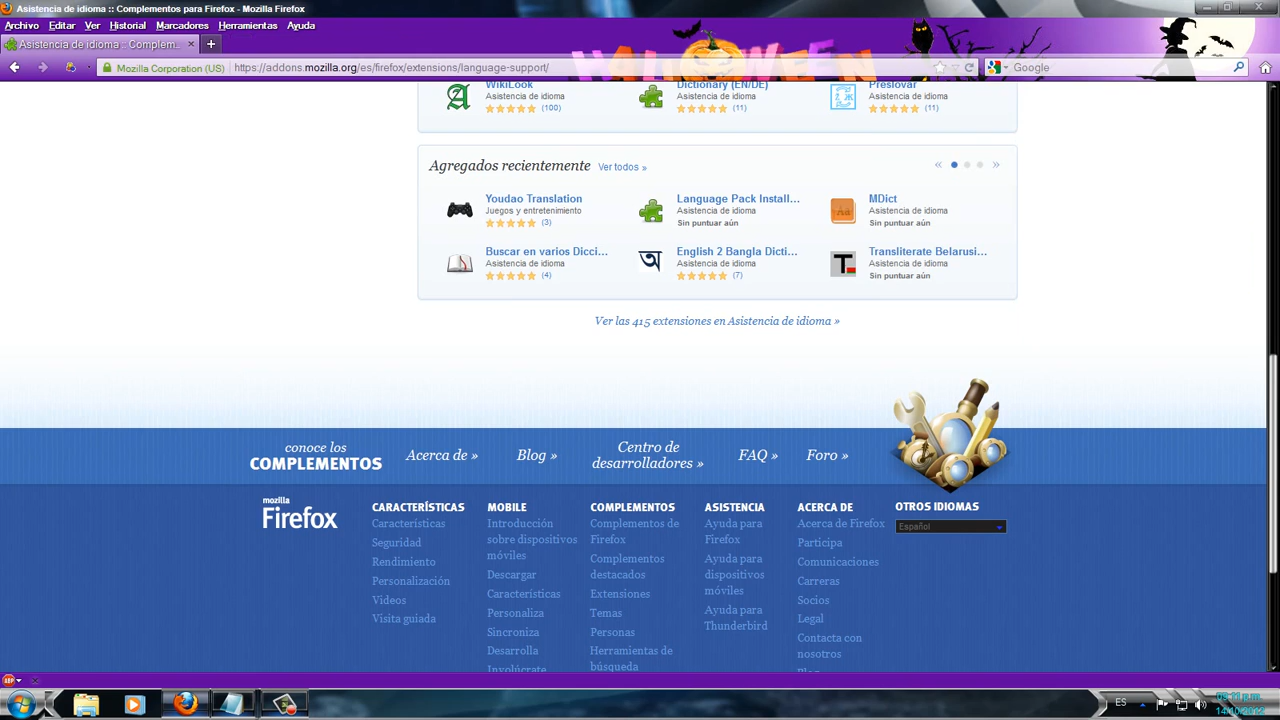 Asistencia de idioma :: Complementos para Firefox - Mozilla Firefox
Archivo Editar Ver Historial Marcadores Herramientas Ayuda
Asistencia de idioma :: Complem...
Mozilla Corporation (US) https://addons.mozilla.org/es/firefox/extensions/language-support/ Google
WikiLook Dictionary (EN/DE) Preslovar
Asistencia de idioma Asistencia de idioma Asistencia de idioma
(100) (11) (11)
Agregados recientemente Ver todos »
Youdao Translation Language Pack Install... MDict
Juegos y entretenimiento Asistencia de idioma Asistencia de idioma
(3) Sin puntuar aún Sin puntuar aún
Buscar en varios Dicci... English 2 Bangla Dicti... Transliterate Belarusi...
Asistencia de idioma Asistencia de idioma Asistencia de idioma
(4) (7) Sin puntuar aún
Ver las 415 extensiones en Asistencia de idioma »
conoce los
COMPLEMENTOS
Acerca de »
Blog »
Centro de
desarrolladores »
FAQ »
Foro »
mozilla
Firefox
CARACTERÍSTICAS
Características
Seguridad
Rendimiento
Personalización
Videos
Visita guiada
MOBILE
Introducción
sobre dispositivos
móviles
Descargar
Características
Personaliza
Sincroniza
Desarrolla
Involúcrate
COMPLEMENTOS
Complementos de
Firefox
Complementos
destacados
Extensiones
Temas
Personas
Herramientas de
búsqueda
ASISTENCIA
Ayuda para
Firefox
Ayuda para
dispositivos
móviles
Ayuda para
Thunderbird
ACERCA DE
Acerca de Firefox
Participa
Comunicaciones
Carreras
Socios
Legal
Contacta con
nosotros
Blog
OTROS IDIOMAS
Español
ABP
ES
14/10/2012